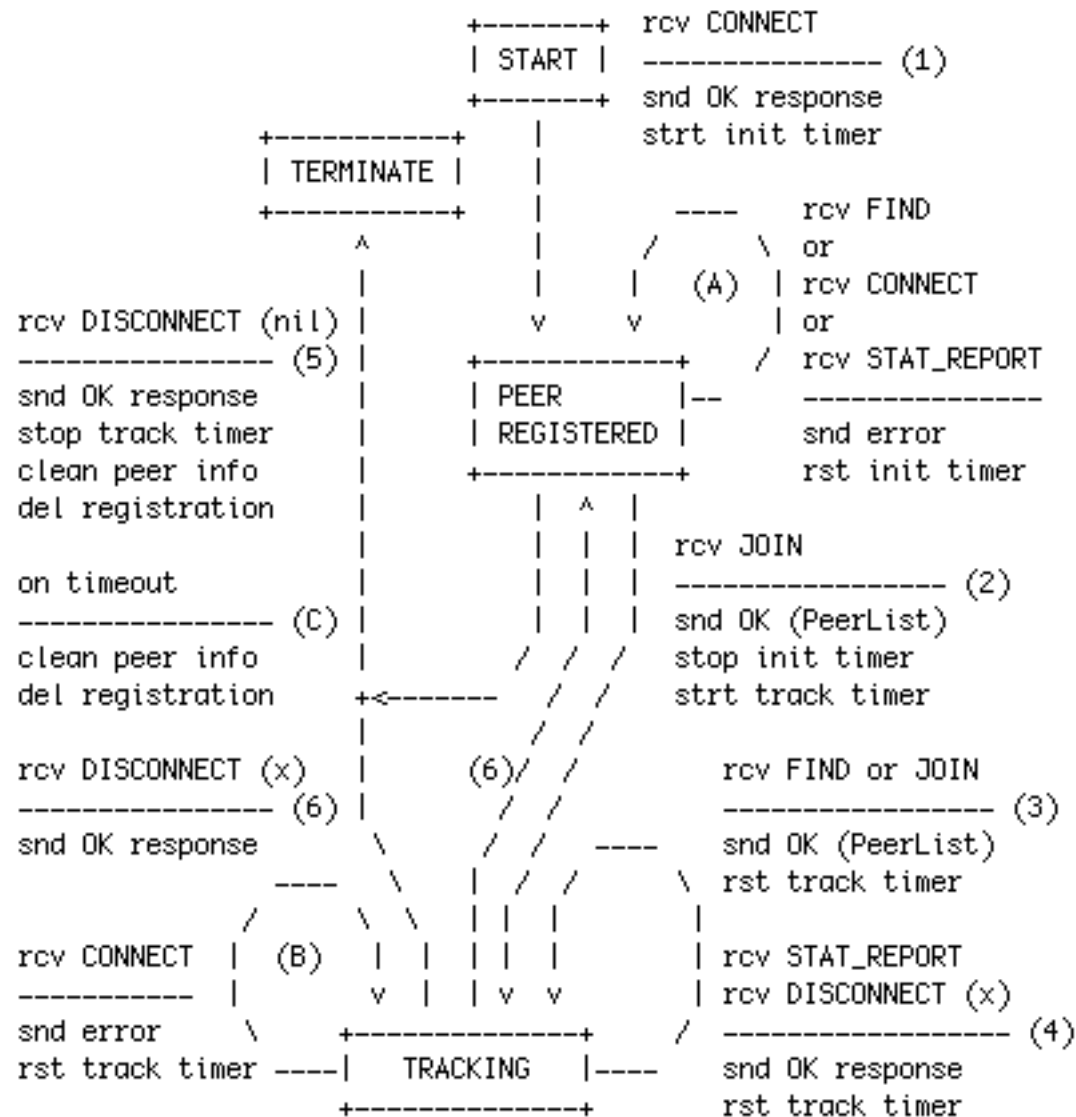 +-------+  rcv CONNECT
| START |  --------------- (1)
+-------+  snd OK response
+-----------+    |      strt init timer
| TERMINATE |    |
+-----------+    |        ----    rcv FIND
^           |      /      \  or
|          |     |  (A)  | rcv CONNECT
rcv DISCONNECT (nil) |          v     v        | or
---------------- (5) |      +------------+   / rcv STAT_REPORT
snd OK response      |      | PEER       |--    ---------------
stop track timer     |      | REGISTERED |      snd error
clean peer info      |      +------------+      rst init timer
del registration     |          |  ^  |
|          |  |  | rcv JOIN
on timeout           |          |  |  | ----------------- (2)
---------------- (C) |          |  |  | snd OK (PeerList)
clean peer info      |         /  /  /  stop init timer
del registration     +<-------   /  /   strt track timer
|          /  /
rcv DISCONNECT (x)   |      (6)/  /         rcv FIND or JOIN
---------------- (6) |        /  /          ----------------- (3)
snd OK response       \      /  /   ----    snd OK (PeerList)
----    \    |  /  /      \  rst track timer
/      \  \   | |  |        |
rcv CONNECT  |  (B)  |  |  | |  |        | rcv STAT_REPORT
-----------  |       v  |  | v  v        | rcv DISCONNECT (x)
snd error     \     +--------------+     /  ------------------ (4)
rst track timer ----|   TRACKING   |----    snd OK response
+--------------+        rst track timer